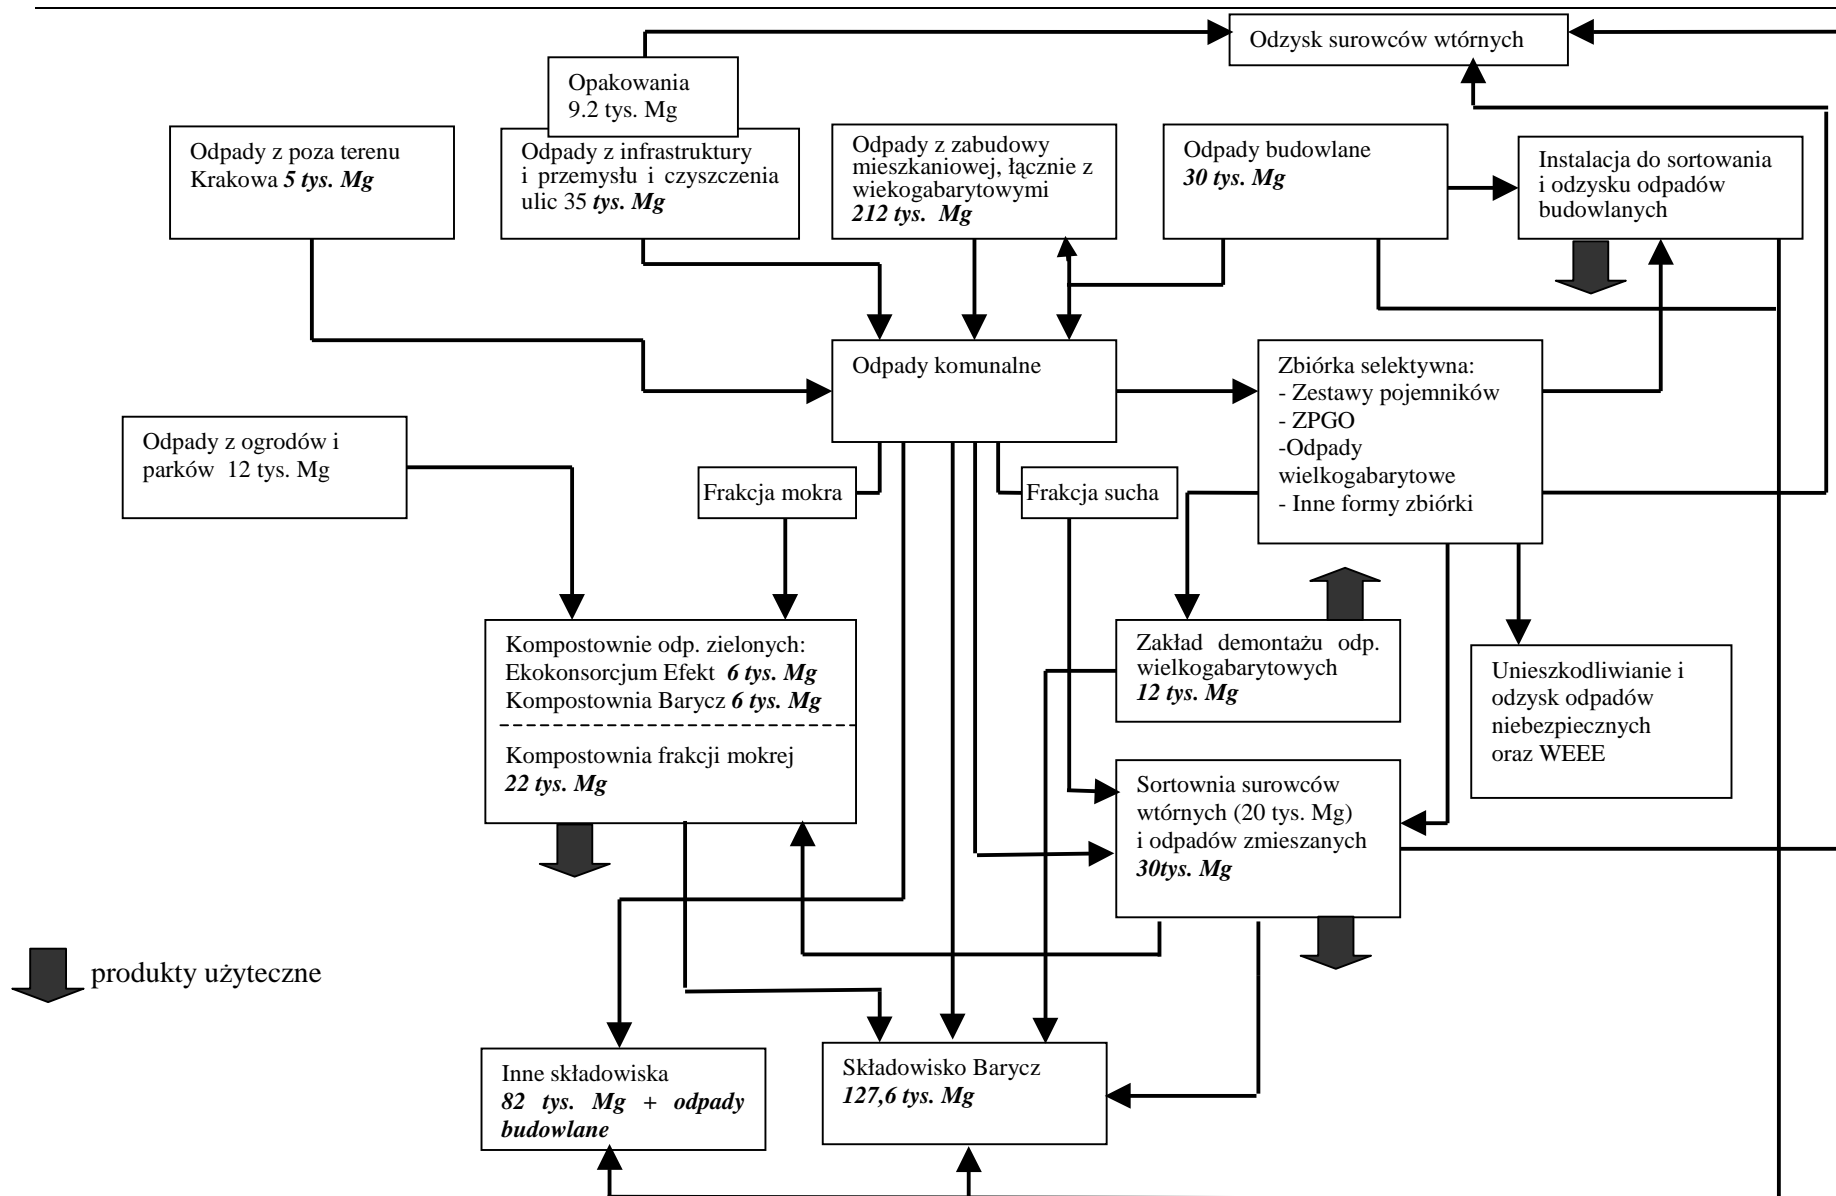 Odzysk surowców wtórnych
Opakowania
9.2 tys. Mg
Odpady z poza terenu
Krakowa 5 tys. Mg
Odpady z infrastruktury
i przemysłu i czyszczenia
ulic 35 tys. Mg
Odpady z zabudowy
mieszkaniowej, łącznie z
wiekogabarytowymi
212 tys. Mg
Odpady budowlane
30 tys. Mg
Instalacja do sortowania
i odzysku odpadów
budowlanych
Odpady komunalne
Zbiórka selektywna:
- Zestawy pojemników
- ZPGO
-Odpady
wielkogabarytowe
- Inne formy zbiórki
Odpady z ogrodów i
parków 12 tys. Mg
Frakcja mokra
Frakcja sucha
Kompostownie odp. zielonych:
Ekokonsorcjum Efekt 6 tys. Mg
Kompostownia Barycz 6 tys. Mg
Kompostownia frakcji mokrej
22 tys. Mg
Zakład demontażu odp.
wielkogabarytowych
12 tys. Mg
Unieszkodliwianie i
odzysk odpadów
niebezpiecznych
oraz WEEE
Sortownia surowców
wtórnych (20 tys. Mg)
i odpadów zmieszanych
30tys. Mg
produkty użyteczne
Inne składowiska
82 tys. Mg + odpady
budowlane
Składowisko Barycz
127,6 tys. Mg